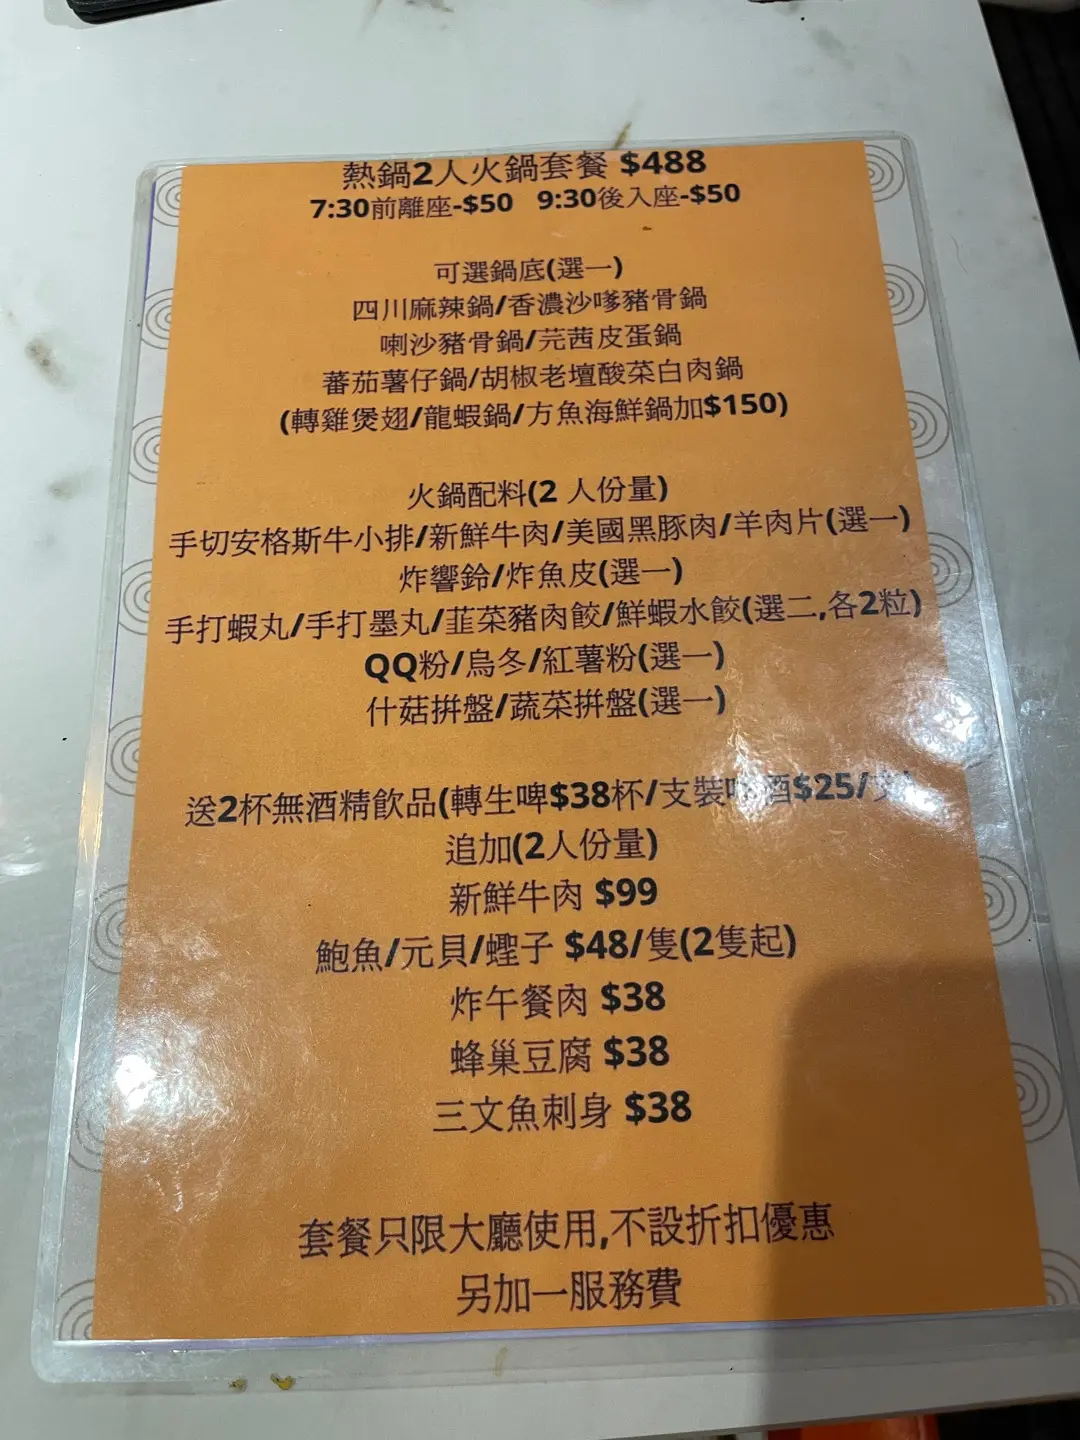 熱鍋2人火鍋套餐 $488
7:30前離座-$50 9:30後入座-$50
可選鍋底(選一)
四川麻辣鍋/香濃沙嗲豬骨鍋
喇沙豬骨鍋/芫茜皮蛋鍋
蕃茄薯仔鍋/胡椒老壇酸菜白肉鍋
(轉雞煲翅/龍蝦鍋/方魚海鮮鍋加$150)
火鍋配料(2 人份量)
手切安格斯牛小排/新鮮牛肉/美國黑豚肉/羊肉片(選一)
炸響鈴/炸魚皮(選一)
手打蝦丸/手打墨丸/韮菜豬肉餃/鮮蝦水餃(選二,各2粒)
QQ粉/烏冬/紅薯粉(選一)
什菇拼盤/蔬菜拼盤(選一)
送2杯無酒精飲品(轉生啤$38杯/支裝啤酒$25/支)
追加(2人份量)
新鮮牛肉 $99
鮑魚/元貝/蟶子 $48/隻(2隻起)
炸午餐肉 $38
蜂巢豆腐 $38
三文魚刺身 $38
套餐只限大廳使用,不設折扣優惠
另加一服務費